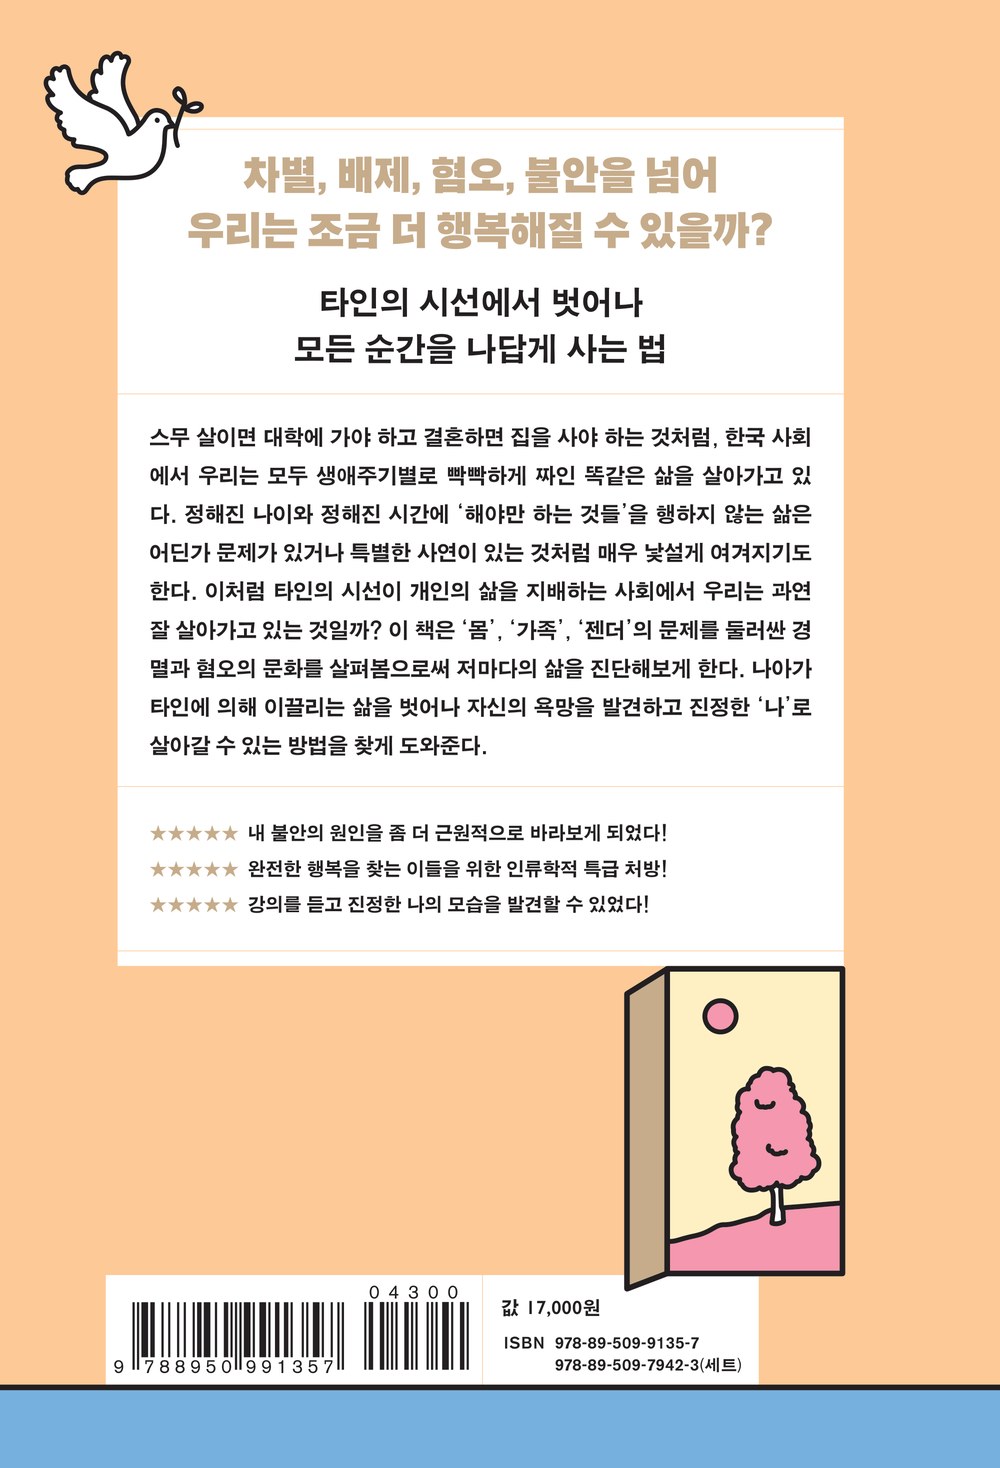 차별, 배제, 혐오, 불안을 넘어
우리는 조금 더 행복해질 수 있을까?
타인의 시선에서 벗어나
모든 순간을 나답게 사는 법
스무 살이면 대학에 가야 하고 결혼하면 집을 사야 하는 것처럼, 한국 사회
에서 우리는 모두 생애주기별로 빡빡하게 짜인 똑같은 삶을 살아가고 있
다. 정해진 나이와 정해진 시간에 ‘해야만 하는 것들’을 행하지 않는 삶은
어딘가 문제가 있거나 특별한 사연이 있는 것처럼 매우 낯설게 여겨지기도
한다. 이처럼 타인의 시선이 개인의 삶을 지배하는 사회에서 우리는 과연
잘 살아가고 있는 것일까? 이 책은 ‘몸’, ‘가족’, ‘젠더’의 문제를 둘러싼 경
멸과 혐오의 문화를 살펴봄으로써 저마다의 삶을 진단해보게 한다. 나아가
타인에 의해 이끌리는 삶을 벗어나 자신의 욕망을 발견하고 진정한 ‘나’로
살아갈 수 있는 방법을 찾게 도와준다.
★★★★★ 내 불안의 원인을 좀 더 근원적으로 바라보게 되었다!
★★★★★ 완전한 행복을 찾는 이들을 위한 인류학적 특급 처방!
★★★★★ 강의를 듣고 진정한 나의 모습을 발견할 수 있었다!
04300
9 788950 991357
값 17,000원
ISBN 978-89-509-9135-7
978-89-509-7942-3(세트)